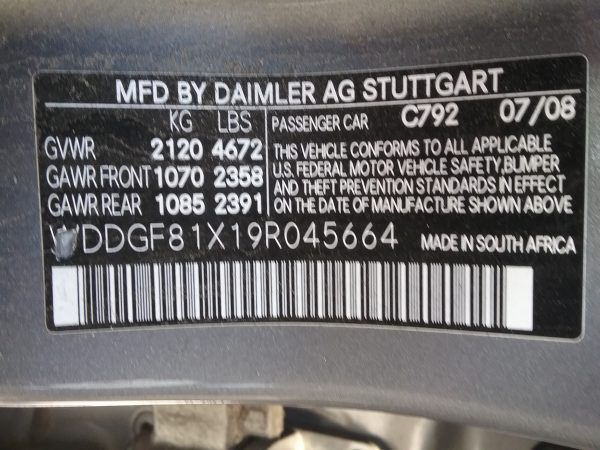 MFD BY DAIMLER AG STUTTGART
KG LBS
GVWR 2120 4672
GAWR FRONT 1070 2358
GAWR REAR 1085 2391
PASSENGER CAR C792 07/08
THIS VEHICLE CONFORMS TO ALL APPLICABLE
U.S. FEDERAL MOTOR VEHICLE SAFETY,BUMPER
AND THEFT PREVENTION STANDARDS IN EFFECT
ON THE DATE OF MANUFACTURE SHOWN ABOVE
WDDGF81X19R045664 MADE IN SOUTH AFRICA